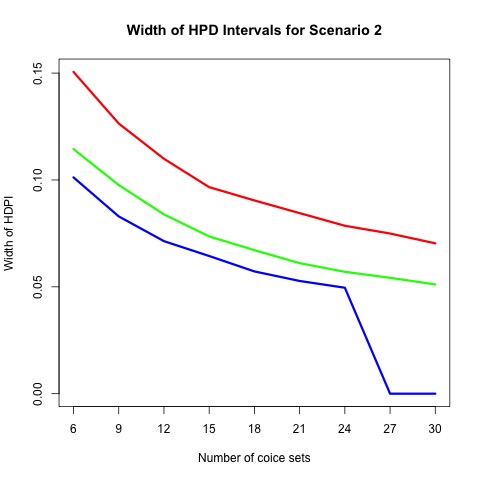 Width of HPD Intervals for Scenario 2
Width of HDPI
0.15
0.10
0.05
0.00
6 9 12 15 18 21 24 27 30
Number of coice sets